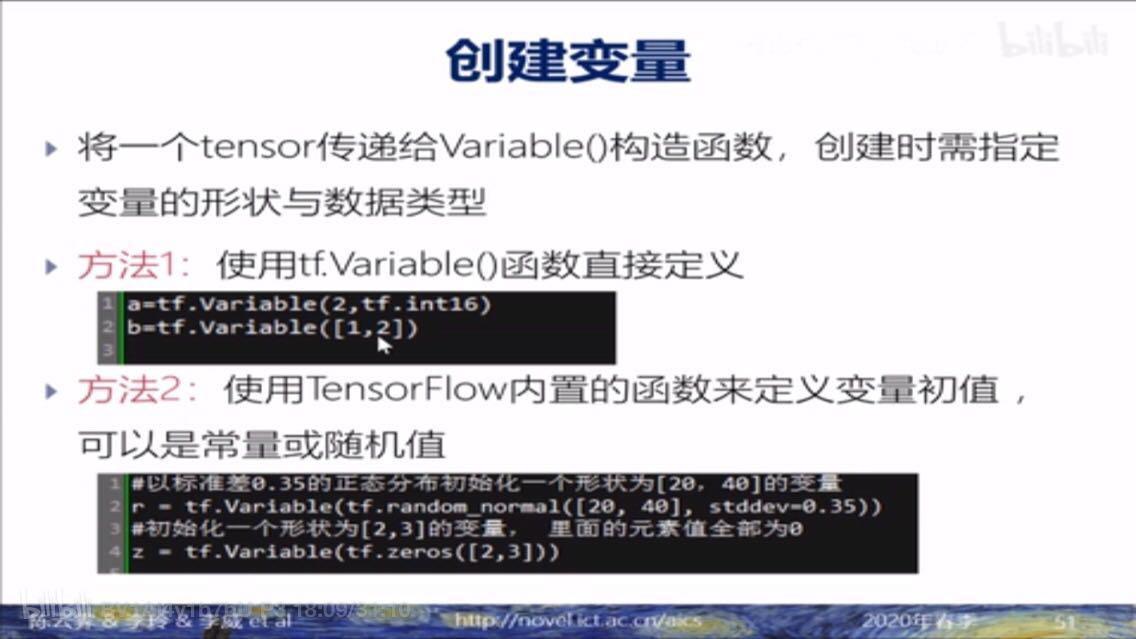 bilibili
创建变量
将一个tensor传递给Variable()构造函数，创建时需指定
变量的形状与数据类型
方法1：使用tf.Variable()函数直接定义
1 a=tf.Variable(2,tf.int16)
2 b=tf.Variable([1,2])
3
方法2：使用TensorFlow内置的函数来定义变量初值，
可以是常量或随机值
1 #以标准差0.35的正态分布初始化一个形状为[20，40]的变量
2 r = tf.Variable(tf.random_normal([20, 40], stddev=0.35))
3 #初始化一个形状为[2,3]的变量， 里面的元素值全部为0
4 z = tf.Variable(tf.zeros([2,3]))
5
bilibili P8 18:09/31:10
陈云霁 & 李玲 & 李威 et al http://novel.ict.ac.cn/aics 2020年春季 51